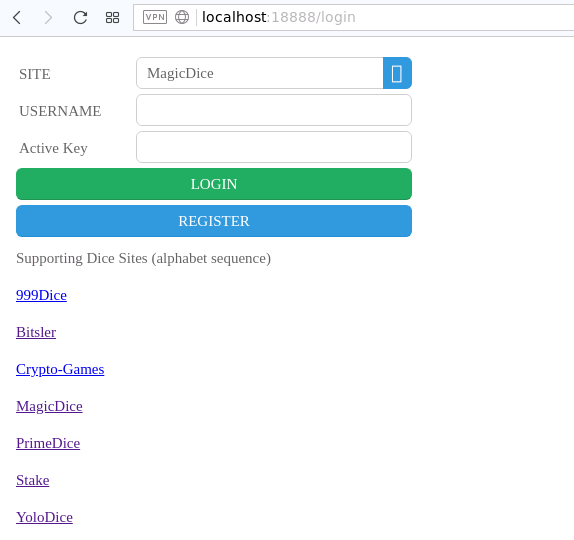 VPN localhost:18888/login
SITE MagicDice
USERNAME
Active Key
LOGIN
REGISTER
Supporting Dice Sites (alphabet sequence)
999Dice
Bitsler
Crypto-Games
MagicDice
PrimeDice
Stake
YoloDice